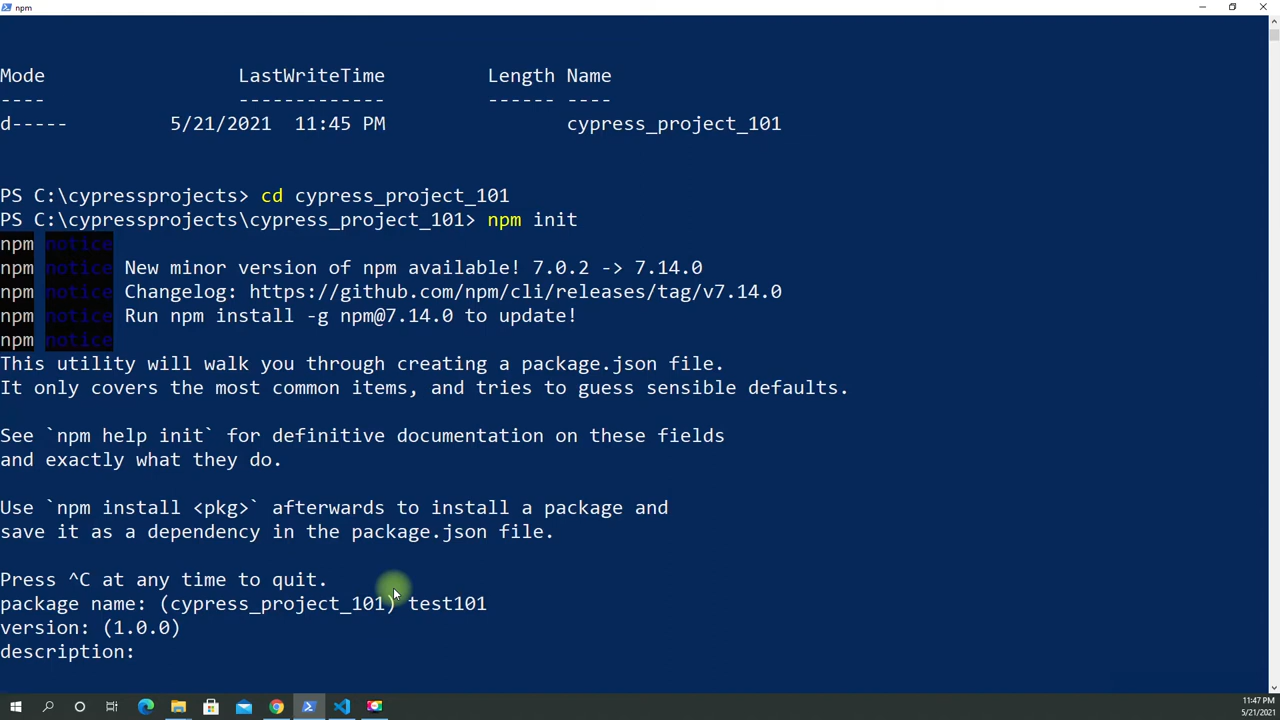 npm
Mode LastWriteTime Length Name
---- ------------- ------ ----
d----- 5/21/2021 11:45 PM cypress_project_101
PS C:\cypressprojects> cd cypress_project_101
PS C:\cypressprojects\cypress_project_101> npm init
npm notice
npm notice New minor version of npm available! 7.0.2 -> 7.14.0
npm notice Changelog: https://github.com/npm/cli/releases/tag/v7.14.0
npm notice Run npm install -g npm@7.14.0 to update!
npm notice
This utility will walk you through creating a package.json file.
It only covers the most common items, and tries to guess sensible defaults.
See `npm help init` for definitive documentation on these fields
and exactly what they do.
Use `npm install <pkg>` afterwards to install a package and
save it as a dependency in the package.json file.
Press ^C at any time to quit.
package name: (cypress_project_101) test101
version: (1.0.0)
description:
11:47 PM
5/21/2021